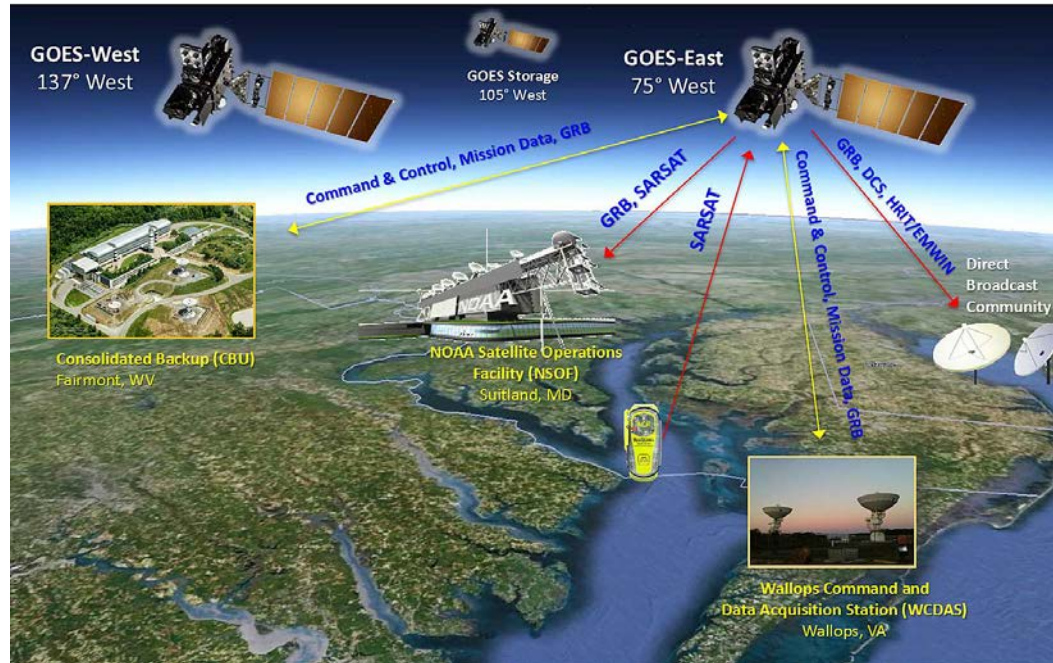 GOES-West
137° West
GOES Storage
105° West
GOES-East
75° West
Command & Control, Mission Data, GRB
GRB, SARSAT
SARSAT
Command & Control, Mission Data, GRB
GRB, DCS, HRIT/EMWIN
Direct
Broadcast
Community
NOAA
Consolidated Backup (CBU)
Fairmont, WV
NOAA Satellite Operations
Facility (NSOF)
Suitland, MD
Wallops Command and
Data Acquisition Station (WCDAS)
Wallops, VA